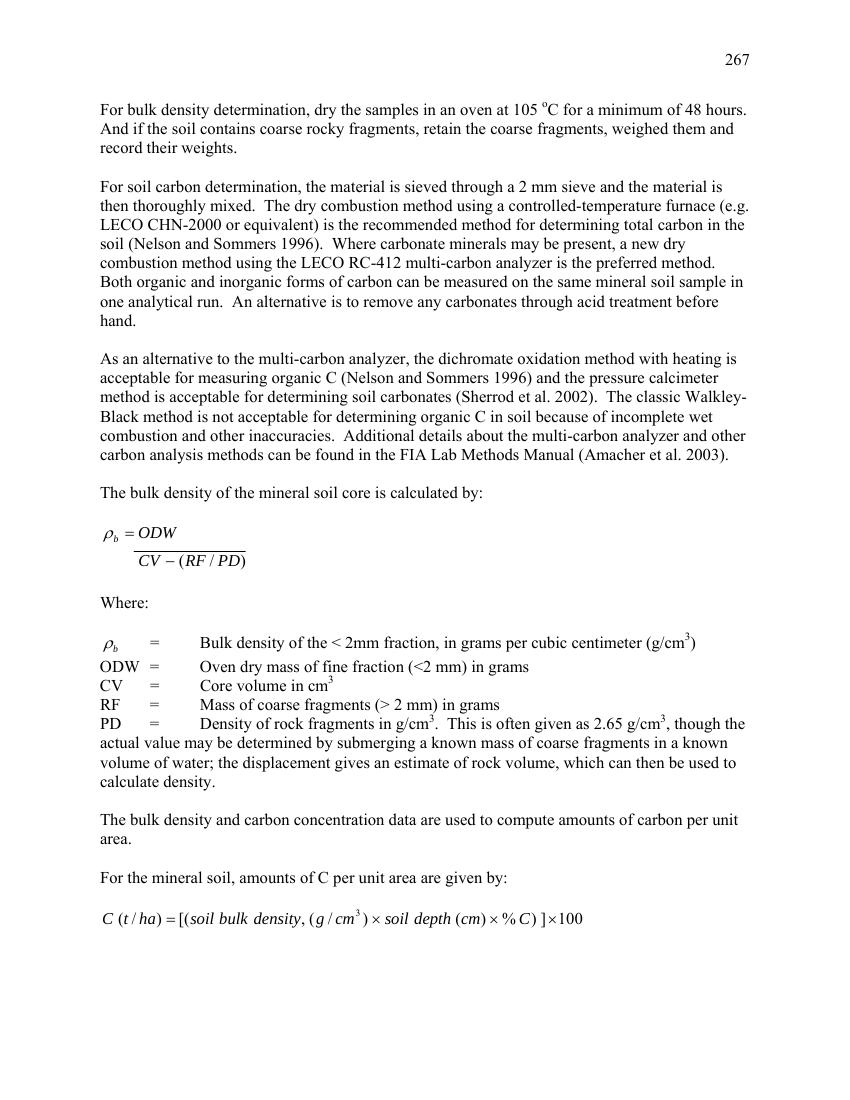 267
For bulk density determination, dry the samples in an oven at 105 ºC for a minimum of 48 hours.
And if the soil contains coarse rocky fragments, retain the coarse fragments, weighed them and
record their weights.
For soil carbon determination, the material is sieved through a 2 mm sieve and the material is
then thoroughly mixed. The dry combustion method using a controlled-temperature furnace (e.g.
LECO CHN-2000 or equivalent) is the recommended method for determining total carbon in the
soil (Nelson and Sommers 1996). Where carbonate minerals may be present, a new dry
combustion method using the LECO RC-412 multi-carbon analyzer is the preferred method.
Both organic and inorganic forms of carbon can be measured on the same mineral soil sample in
one analytical run. An alternative is to remove any carbonates through acid treatment before
hand.
As an alternative to the multi-carbon analyzer, the dichromate oxidation method with heating is
acceptable for measuring organic C (Nelson and Sommers 1996) and the pressure calcimeter
method is acceptable for determining soil carbonates (Sherrod et al. 2002). The classic Walkley-
Black method is not acceptable for determining organic C in soil because of incomplete wet
combustion and other inaccuracies. Additional details about the multi-carbon analyzer and other
carbon analysis methods can be found in the FIA Lab Methods Manual (Amacher et al. 2003).
The bulk density of the mineral soil core is calculated by:
ρb = ODW
CV − (RF / PD)
Where:
ρb = Bulk density of the < 2mm fraction, in grams per cubic centimeter (g/cm³)
ODW = Oven dry mass of fine fraction (<2 mm) in grams
CV = Core volume in cm³
RF = Mass of coarse fragments (> 2 mm) in grams
PD = Density of rock fragments in g/cm³. This is often given as 2.65 g/cm³, though the
actual value may be determined by submerging a known mass of coarse fragments in a known
volume of water; the displacement gives an estimate of rock volume, which can then be used to
calculate density.
The bulk density and carbon concentration data are used to compute amounts of carbon per unit
area.
For the mineral soil, amounts of C per unit area are given by:
C (t / ha) = [(soil bulk density, (g / cm³) × soil depth (cm) × % C) ] × 100